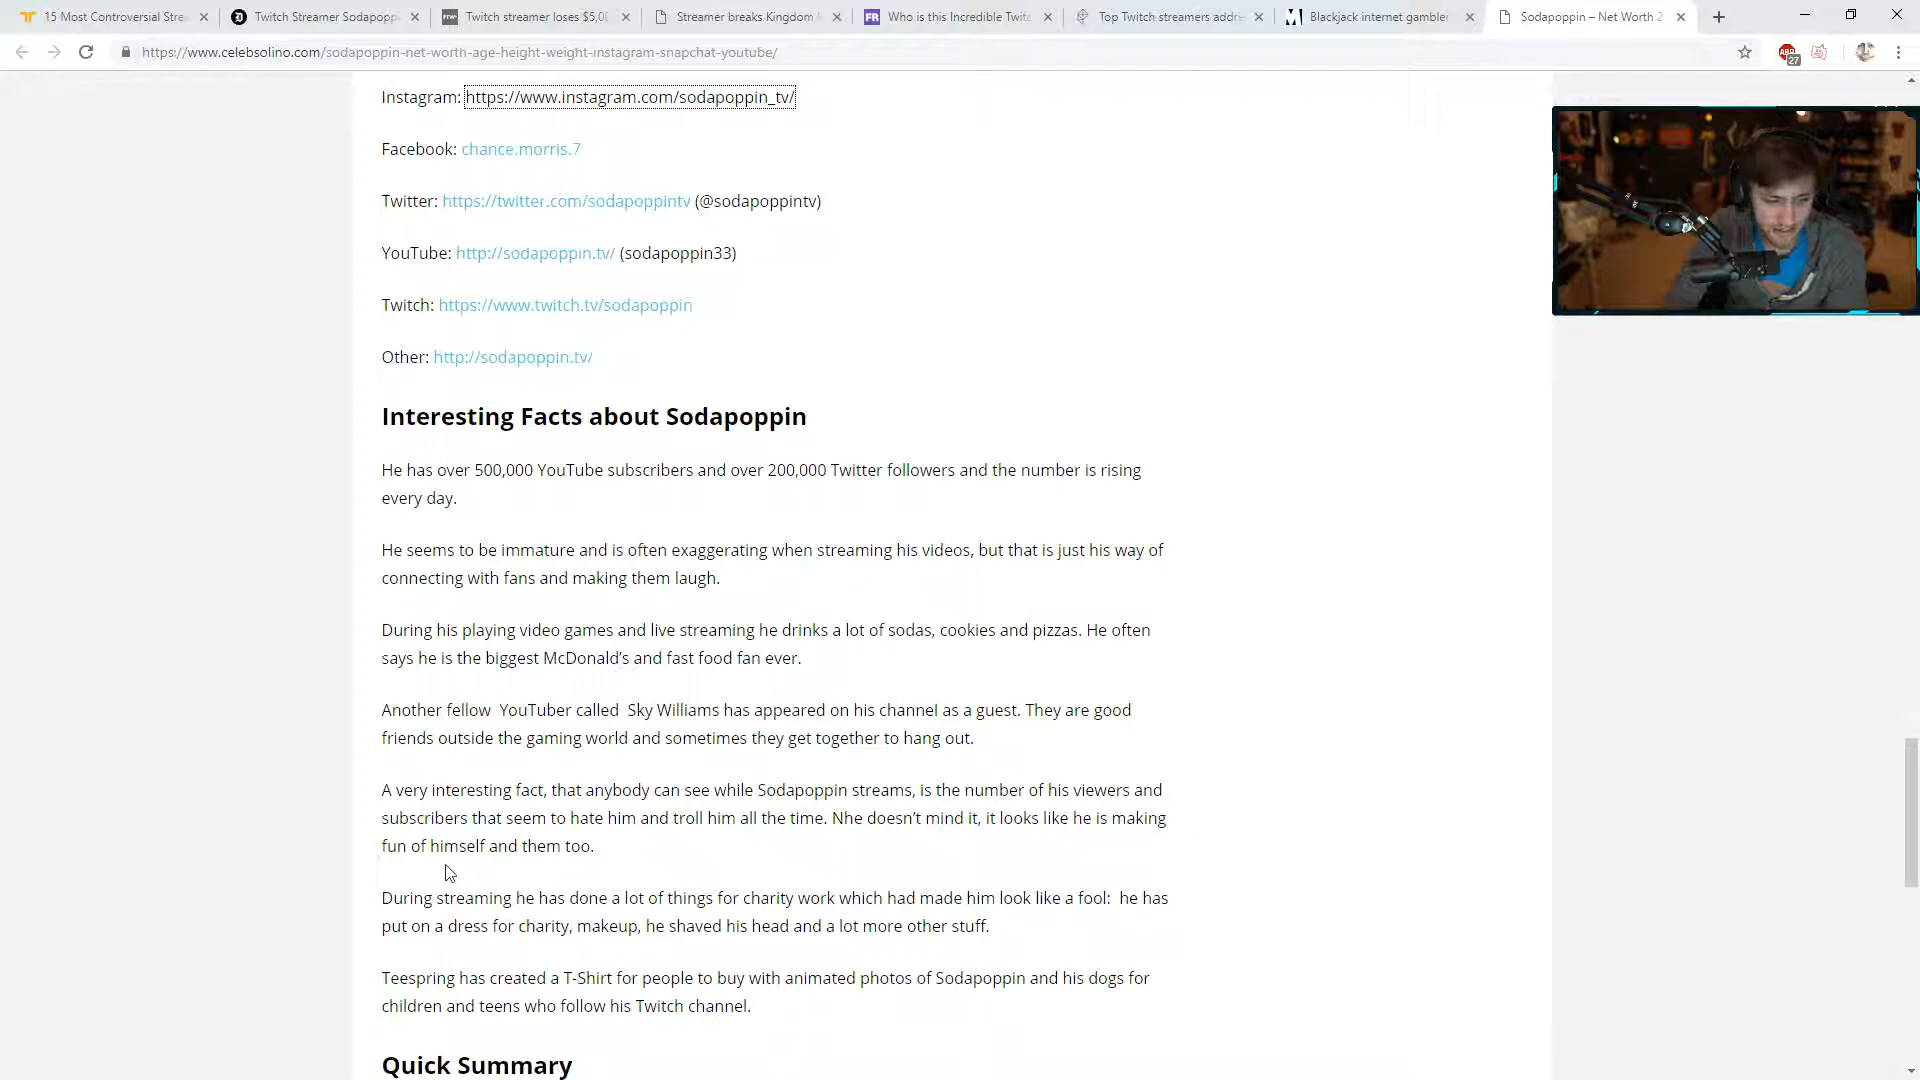 15 Most Controversial Stre
Twitch Streamer Sodapopp
Twitch streamer loses $5,0
Streamer breaks Kingdom
Who is this Incredible Twitc
Top Twitch streamers addre
Blackjack internet gambler
Sodapoppin – Net Worth 2
https://www.celebsolino.com/sodapoppin-net-worth-age-height-weight-instagram-snapchat-youtube/
ABP
27
Instagram: https://www.instagram.com/sodapoppin_tv/
Facebook: chance.morris.7
Twitter: https://twitter.com/sodapoppintv (@sodapoppintv)
YouTube: http://sodapoppin.tv/ (sodapoppin33)
Twitch: https://www.twitch.tv/sodapoppin
Other: http://sodapoppin.tv/
Interesting Facts about Sodapoppin
He has over 500,000 YouTube subscribers and over 200,000 Twitter followers and the number is rising
every day.
He seems to be immature and is often exaggerating when streaming his videos, but that is just his way of
connecting with fans and making them laugh.
During his playing video games and live streaming he drinks a lot of sodas, cookies and pizzas. He often
says he is the biggest McDonald’s and fast food fan ever.
Another fellow  YouTuber called  Sky Williams has appeared on his channel as a guest. They are good
friends outside the gaming world and sometimes they get together to hang out.
A very interesting fact, that anybody can see while Sodapoppin streams, is the number of his viewers and
subscribers that seem to hate him and troll him all the time. Nhe doesn’t mind it, it looks like he is making
fun of himself and them too.
During streaming he has done a lot of things for charity work which had made him look like a fool:  he has
put on a dress for charity, makeup, he shaved his head and a lot more other stuff.
Teespring has created a T-Shirt for people to buy with animated photos of Sodapoppin and his dogs for
children and teens who follow his Twitch channel.
Quick Summary